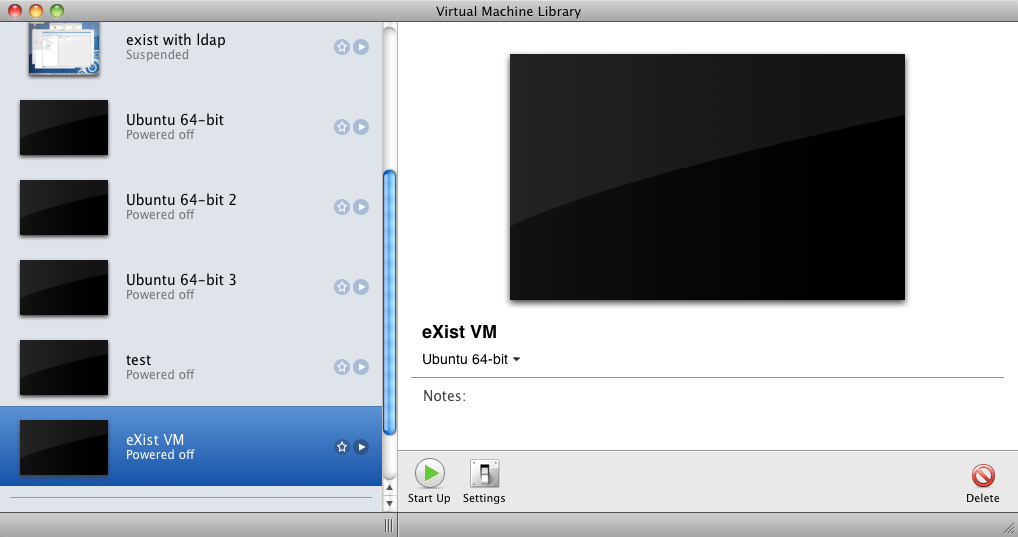 Virtual Machine Library
exist with ldap
Suspended
Ubuntu 64-bit
Powered off
Ubuntu 64-bit 2
Powered off
Ubuntu 64-bit 3
Powered off
test
Powered off
eXist VM
Powered off
eXist VM
Ubuntu 64-bit
Notes:
Start Up
Settings
Delete